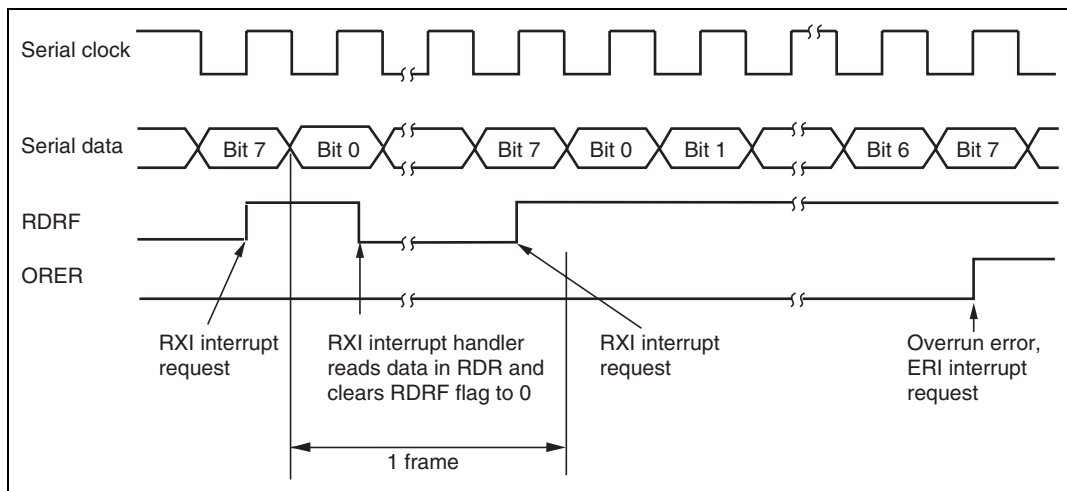 Serial clock
Serial data
Bit 7
Bit 0
Bit 7
Bit 0
Bit 1
Bit 6
Bit 7
RDRF
ORER
RXI interrupt
request
RXI interrupt handler
reads data in RDR and
clears RDRF flag to 0
RXI interrupt
request
Overrun error,
ERI interrupt
request
1 frame